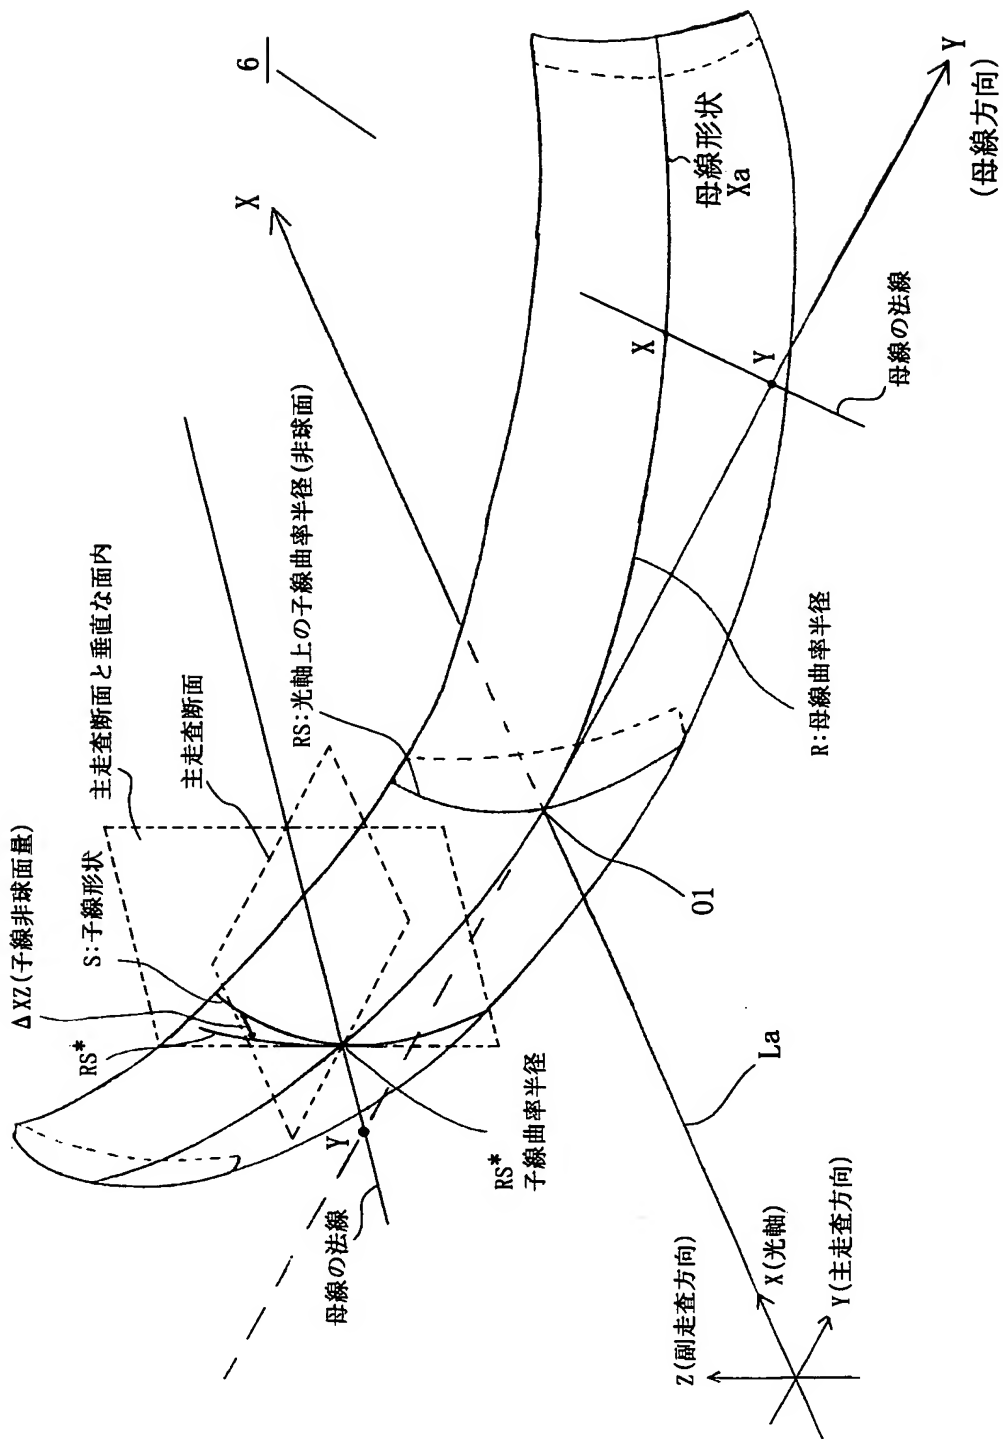 6
X
Y
(母線方向)
母線形状
Xa
X
Y
母線の法線
RS:光軸上の子線曲率半径(非球面)
R:母線曲率半径
主走査断面と垂直な面内
主走査断面
ΔXZ(子線非球面量)
S:子線形状
RS*
01
RS*
子線曲率半径
Y
母線の法線
La
Z(副走査方向)
X(光軸)
Y(主走査方向)